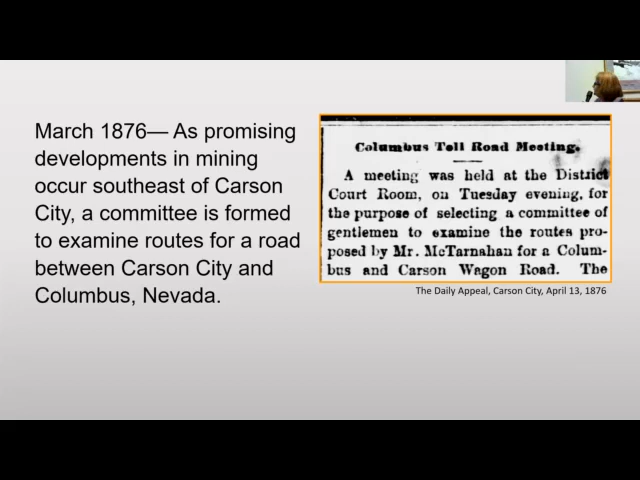 March 1876— As promising
developments in mining
occur southeast of Carson
City, a committee is formed
to examine routes for a road
between Carson City and
Columbus, Nevada.
Columbus Toll Road Meeting.
A meeting was held at the District
Court Room, on Tuesday evening, for
the purpose of selecting a committee of
gentlemen to examine the routes pro-
posed by Mr. McTarnahan for a Colum-
bus and Carson Wagon Road. The
The Daily Appeal, Carson City, April 13, 1876